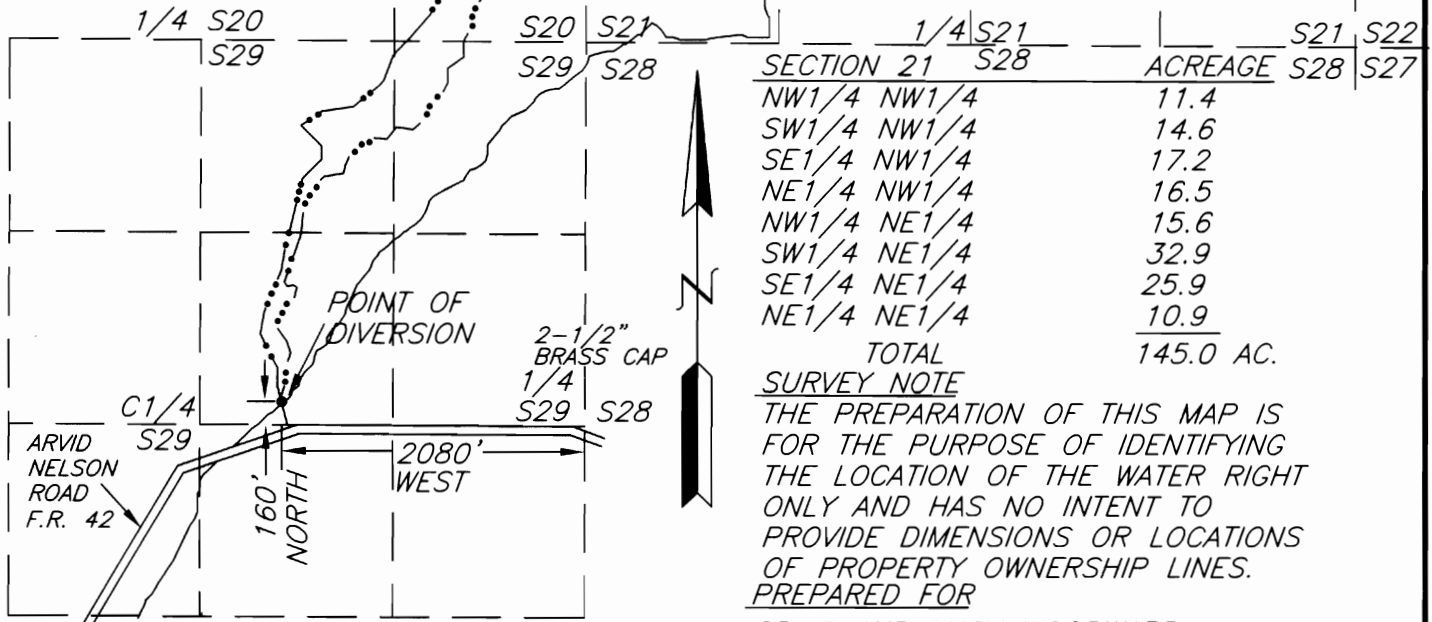 1/4 S20
S29
S20 S21
S29 S28
1/4 S21
S28
S21 S22
S28 S27
SECTION 21 ACREAGE
NW1/4 NW1/4 11.4
SW1/4 NW1/4 14.6
SE1/4 NW1/4 17.2
NE1/4 NW1/4 16.5
NW1/4 NE1/4 15.6
SW1/4 NE1/4 32.9
SE1/4 NE1/4 25.9
NE1/4 NE1/4 10.9
TOTAL 145.0 AC.
N
POINT OF
DIVERSION
2-1/2"
BRASS CAP
1/4
S29 S28
C1/4
S29
ARVID
NELSON
ROAD
F.R. 42
160'
NORTH
2080'
WEST
SURVEY NOTE
THE PREPARATION OF THIS MAP IS
FOR THE PURPOSE OF IDENTIFYING
THE LOCATION OF THE WATER RIGHT
ONLY AND HAS NO INTENT TO
PROVIDE DIMENSIONS OR LOCATIONS
OF PROPERTY OWNERSHIP LINES.
PREPARED FOR